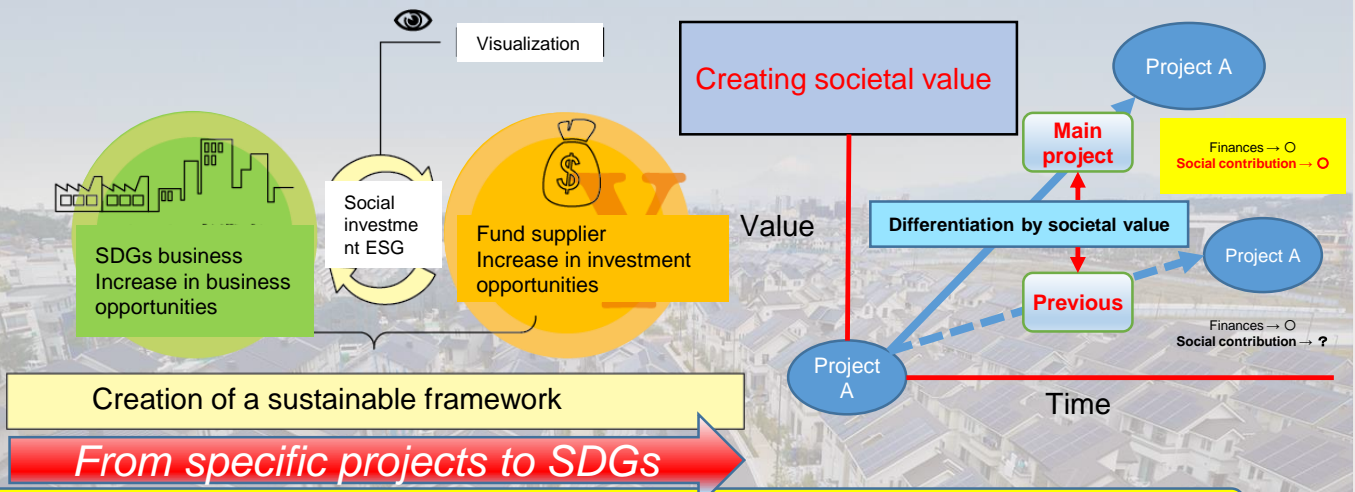 Visualization
SDGs business
Increase in business
opportunities
Social
investme
nt ESG
$
Fund supplier
Increase in investment
opportunities
Creation of a sustainable framework
From specific projects to SDGs
Creating societal value
Value
Project A
Main
project
Finances → ○
Social contribution → ○
Differentiation by societal value
Project A
Previous
Finances → ○
Social contribution → ?
Project
A
Time